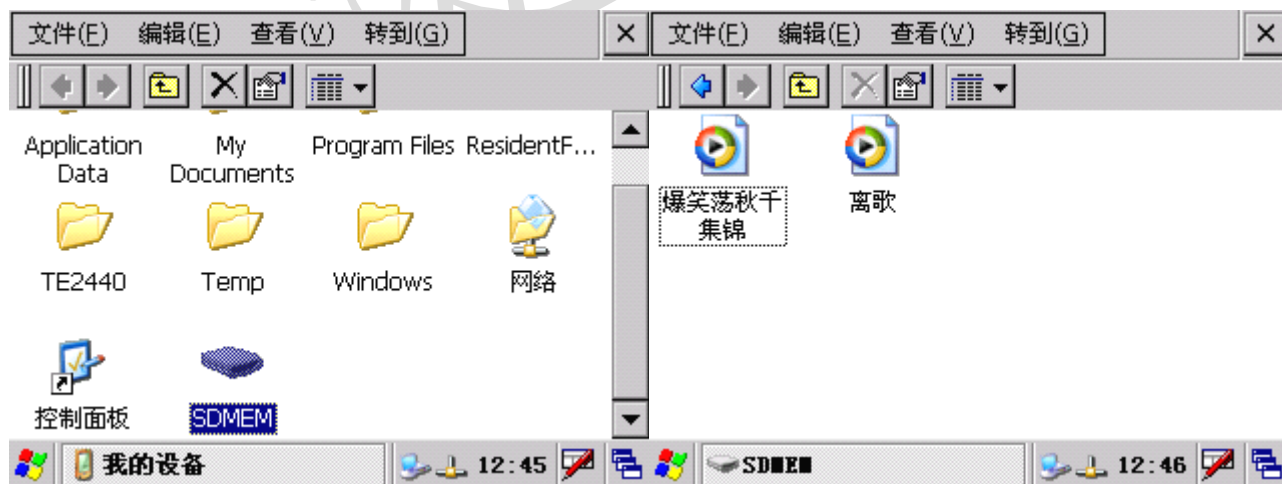 文件(F) 编辑(E) 查看(V) 转到(G)
Application Data
My Documents
Program Files
ResidentF...
TE2440
Temp
Windows
网络
控制面板
SDMEM
我的设备
12:45
文件(F) 编辑(E) 查看(V) 转到(G)
爆笑荡秋千
集锦
离歌
SDMEM
12:46